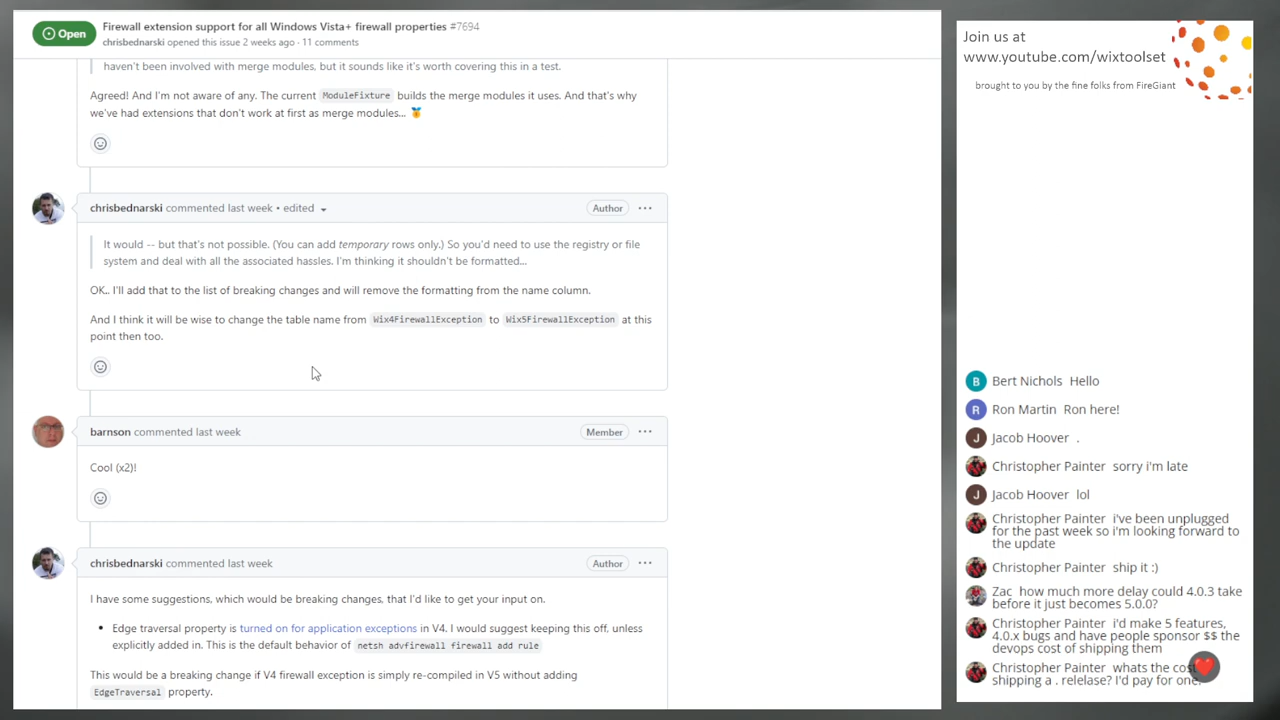 Open
Firewall extension support for all Windows Vista+ firewall properties #7694
chrisbednarski opened this issue 2 weeks ago · 11 comments
haven't been involved with merge modules, but it sounds like it's worth covering this in a test.
Agreed! And I'm not aware of any. The current ModuleFixture builds the merge modules it uses. And that's why
we've had extensions that don't work at first as merge modules... 🏅
chrisbednarski commented last week • edited
Author
It would -- but that's not possible. (You can add temporary rows only.) So you'd need to use the registry or file
system and deal with all the associated hassles. I'm thinking it shouldn't be formatted...
OK.. I'll add that to the list of breaking changes and will remove the formatting from the name column.
And I think it will be wise to change the table name from Wix4FirewallException to Wix5FirewallException at this
point then too.
barnson commented last week
Member
Cool (x2)!
chrisbednarski commented last week
Author
I have some suggestions, which would be breaking changes, that I'd like to get your input on.
• Edge traversal property is turned on for application exceptions in V4. I would suggest keeping this off, unless
explicitly added in. This is the default behavior of netsh advfirewall firewall add rule
This would be a breaking change if V4 firewall exception is simply re-compiled in V5 without adding
EdgeTraversal property.
Join us at
www.youtube.com/wixtoolset
brought to you by the fine folks from FireGiant
B Bert Nichols Hello
R Ron Martin Ron here!
J Jacob Hoover .
Christopher Painter sorry i'm late
J Jacob Hoover lol
Christopher Painter i've been unplugged
for the past week so i'm looking forward to
the update
Christopher Painter ship it :)
Zac how much more delay could 4.0.3 take
before it just becomes 5.0.0?
Christopher Painter i'd make 5 features,
4.0.x bugs and have people sponsor $$ the
devops cost of shipping them
Christopher Painter whats the cost
shipping a . relelase? I'd pay for one.